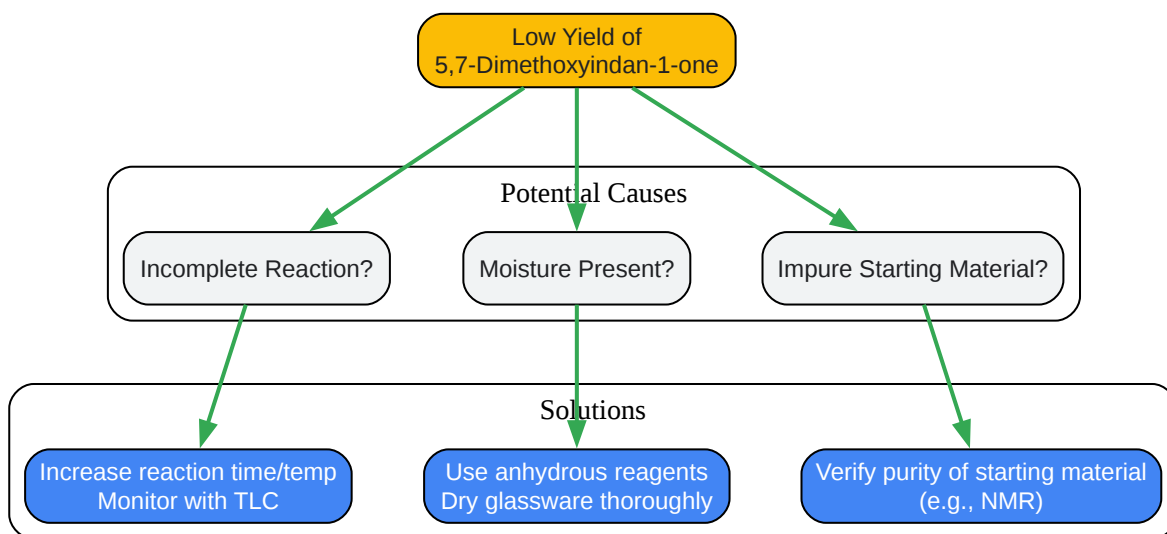 Low Yield of
5,7-Dimethoxyindan-1-one
Potential Causes
Incomplete Reaction?
Moisture Present?
Impure Starting Material?
Solutions
Increase reaction time/temp
Monitor with TLC
Use anhydrous reagents
Dry glassware thoroughly
Verify purity of starting material
(e.g., NMR)